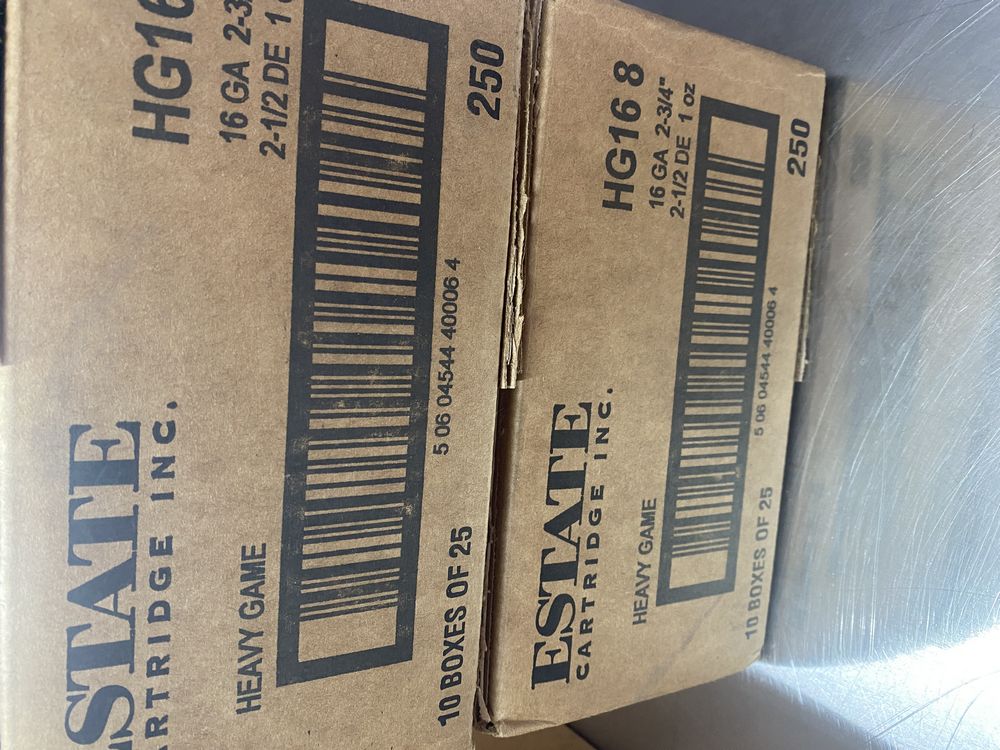 ESTATE
CARTRIDGE INC.
HG16
HEAVY GAME
16 GA 2-3
2-1/2 DE 1
5 06 04544 40006 4
10 BOXES OF 25
250
ESTATE
CARTRIDGE INC.
HG16 8
HEAVY GAME
16 GA 2-3/4"
2-1/2 DE 1 oz
5 06 04544 40006 4
10 BOXES OF 25
250